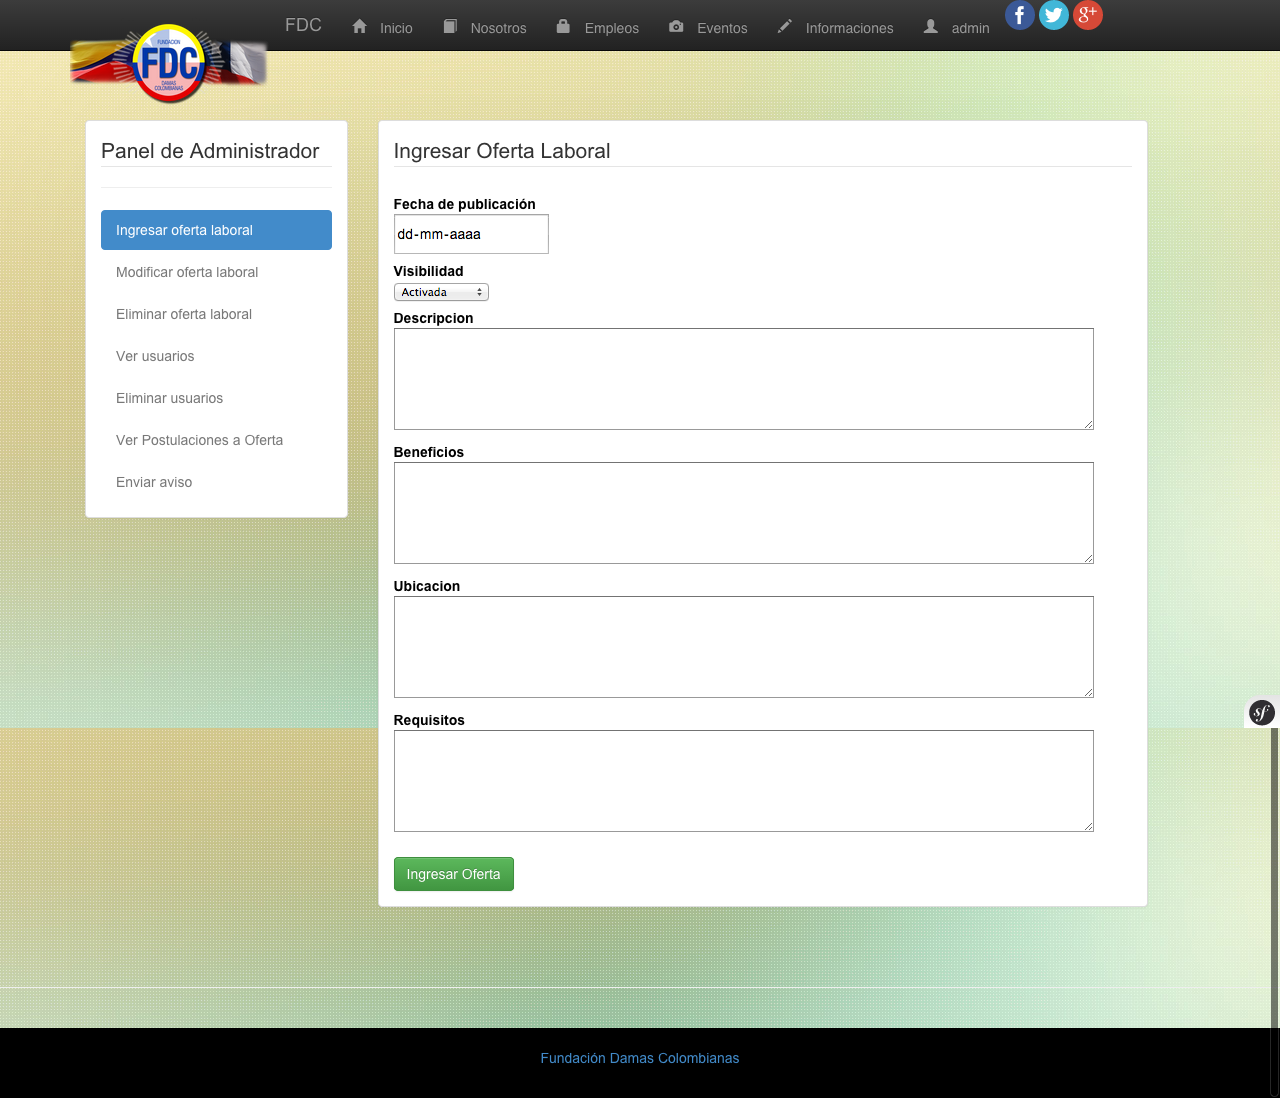 FDC
Inicio
Nosotros
Empleos
Eventos
Informaciones
admin
f
g+
FUNDACION
FDC
DAMAS
COLOMBIANAS
Panel de Administrador
Ingresar oferta laboral
Modificar oferta laboral
Eliminar oferta laboral
Ver usuarios
Eliminar usuarios
Ver Postulaciones a Oferta
Enviar aviso
Ingresar Oferta Laboral
Fecha de publicación
dd-mm-aaaa
Visibilidad
Activada
Descripcion
Beneficios
Ubicacion
Requisitos
Ingresar Oferta
sf
Fundación Damas Colombianas